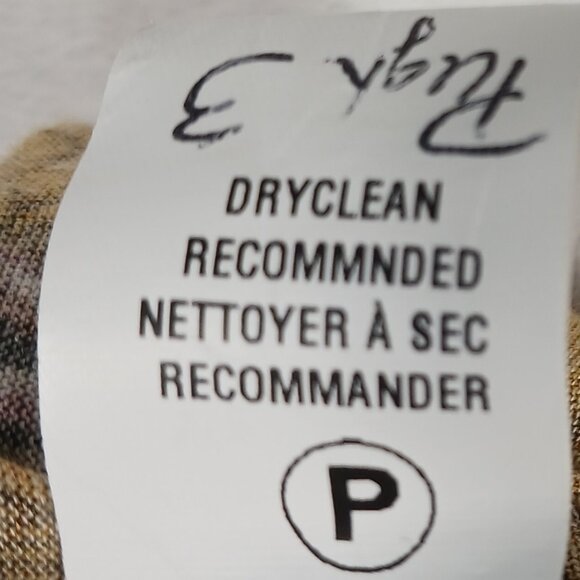 DRYCLEAN
RECOMMNDED
NETTOYER À SEC
RECOMMANDER
P